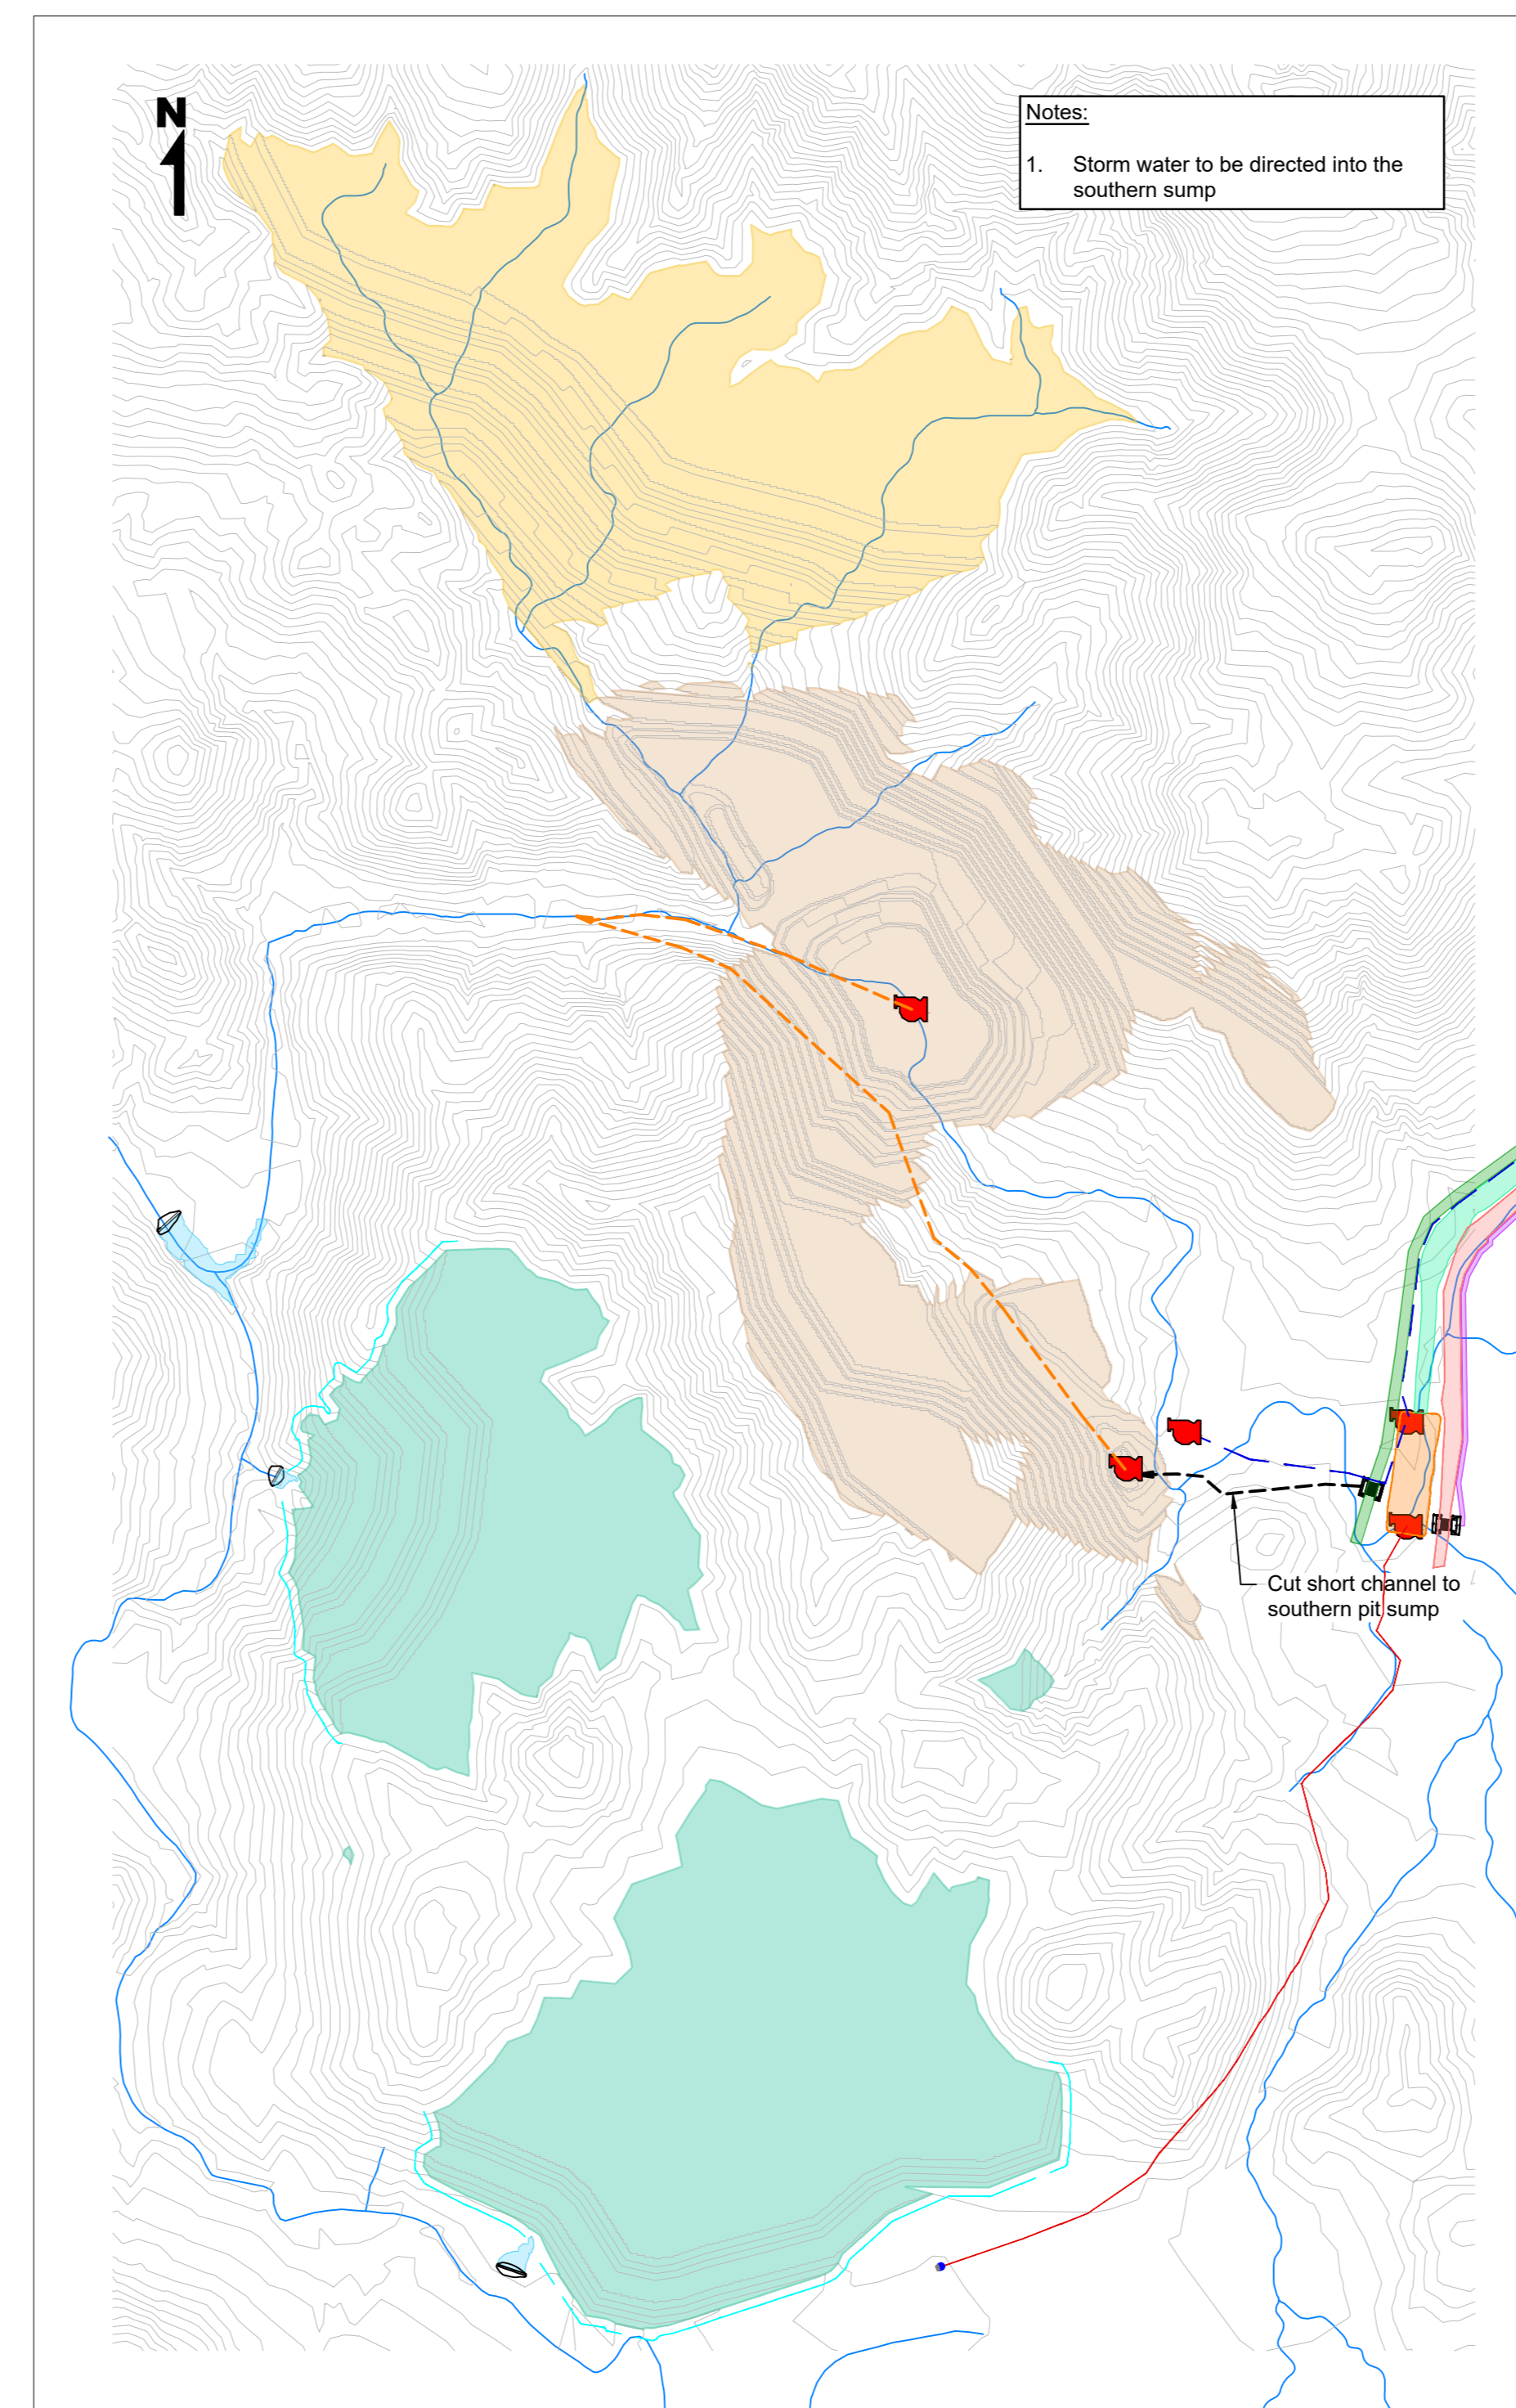 N
Notes:
1. Storm water to be directed into the
southern sump
Cut short channel to
southern pit sump